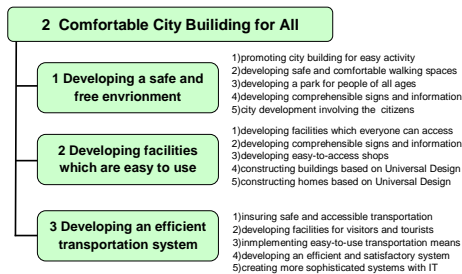 2 Comfortable City Builiding for All
1 Developing a safe and
free envrionment
1)promoting city building for easy activity
2)developing safe and comfortable walking spaces
3)developing a park for people of all ages
4)developing comprehensible signs and information
5)city development involving the citizens
2 Developing facilities
which are easy to use
1)developing facilities which everyone can access
2)developing comprehensible signs and information
3)developing easy-to-access shops
4)constructing buildings based on Universal Design
5)constructing homes based on Universal Design
3 Developing an efficient
transportation system
1)insuring safe and accessible transportation
2)developing facilities for visitors and tourists
3)innplementing easy-to-use transportation means
4)developing an efficient and satisfactory system
5)creating more sophisticated systems with IT